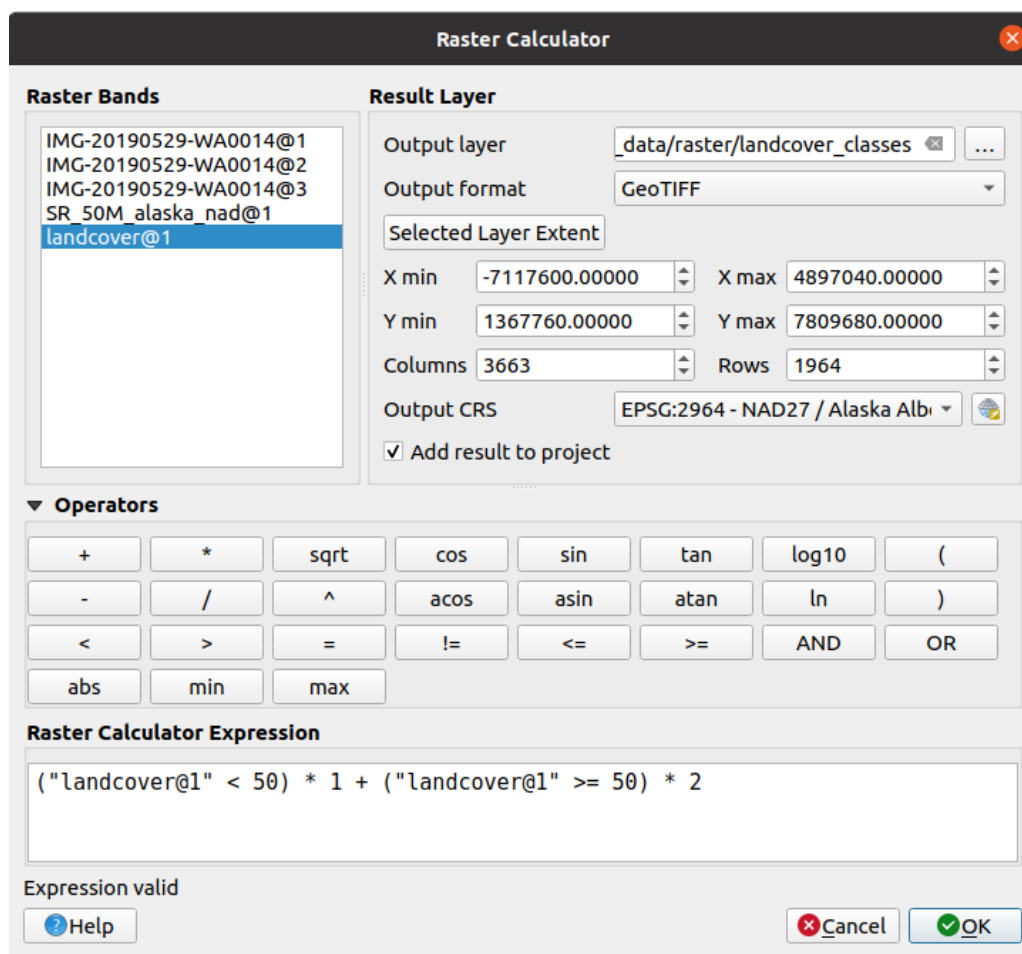 Raster Calculator
Raster Bands
IMG-20190529-WA0014@1
IMG-20190529-WA0014@2
IMG-20190529-WA0014@3
SR_50M_alaska_nad@1
landcover@1
Result Layer
Output layer _data/raster/landcover_classes ...
Output format GeoTIFF
Selected Layer Extent
X min -7117600.00000 X max 4897040.00000
Y min 1367760.00000 Y max 7809680.00000
Columns 3663 Rows 1964
Output CRS EPSG:2964 - NAD27 / Alaska Alb
Add result to project
Operators
+ * sqrt cos sin tan log10 (
- / ^ acos asin atan ln )
< > = != <= >= AND OR
abs min max
Raster Calculator Expression
("landcover@1" < 50) * 1 + ("landcover@1" >= 50) * 2
Expression valid
Help Cancel OK